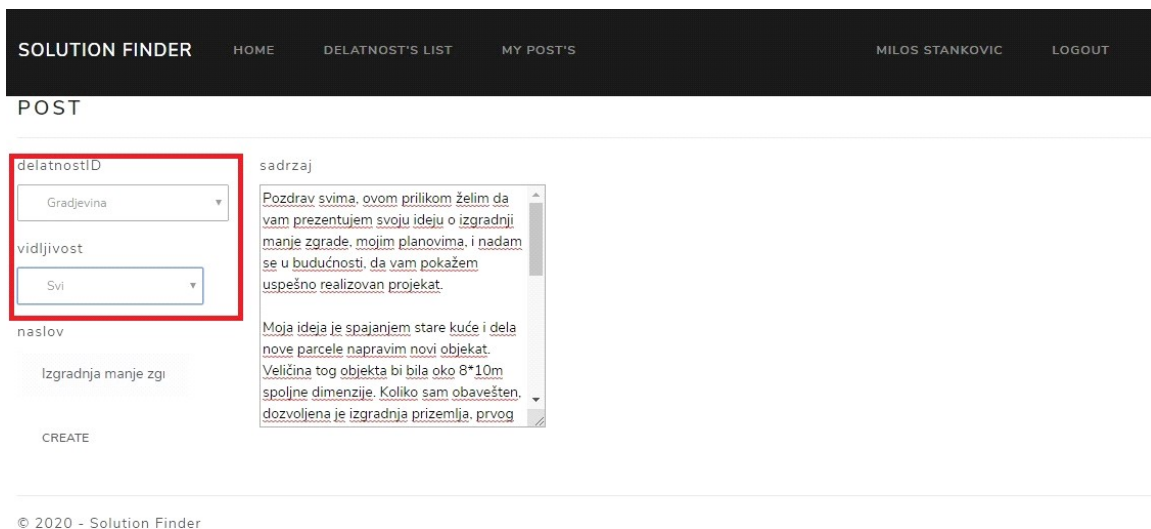 SOLUTION FINDER HOME DELATNOST'S LIST MY POST'S MILOS STANKOVIC LOGOUT
POST
delatnostID
Gradjevina
vidljivost
Svi
naslov
Izgradnja manje zgi
CREATE
sadrzaj
Pozdrav svima, ovom prilikom želim da
vam prezentujem svoju ideju o izgradnji
manje zgrade, mojim planovima, i nadam
se u budućnosti, da vam pokažem
uspešno realizovan projekat.
Moja ideja je spajanjem stare kuće i dela
nove parcele napravim novi objekat.
Veličina tog objekta bi bila oko 8*10m
spoljne dimenzije. Koliko sam obavešten,
dozvoljena je izgradnja prizemlja, prvog
© 2020 - Solution Finder